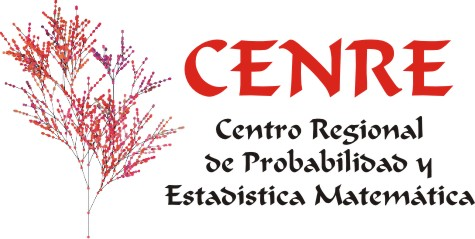 CENRE
Centro Regional
de Probabilidad y
Estadistica Matemática